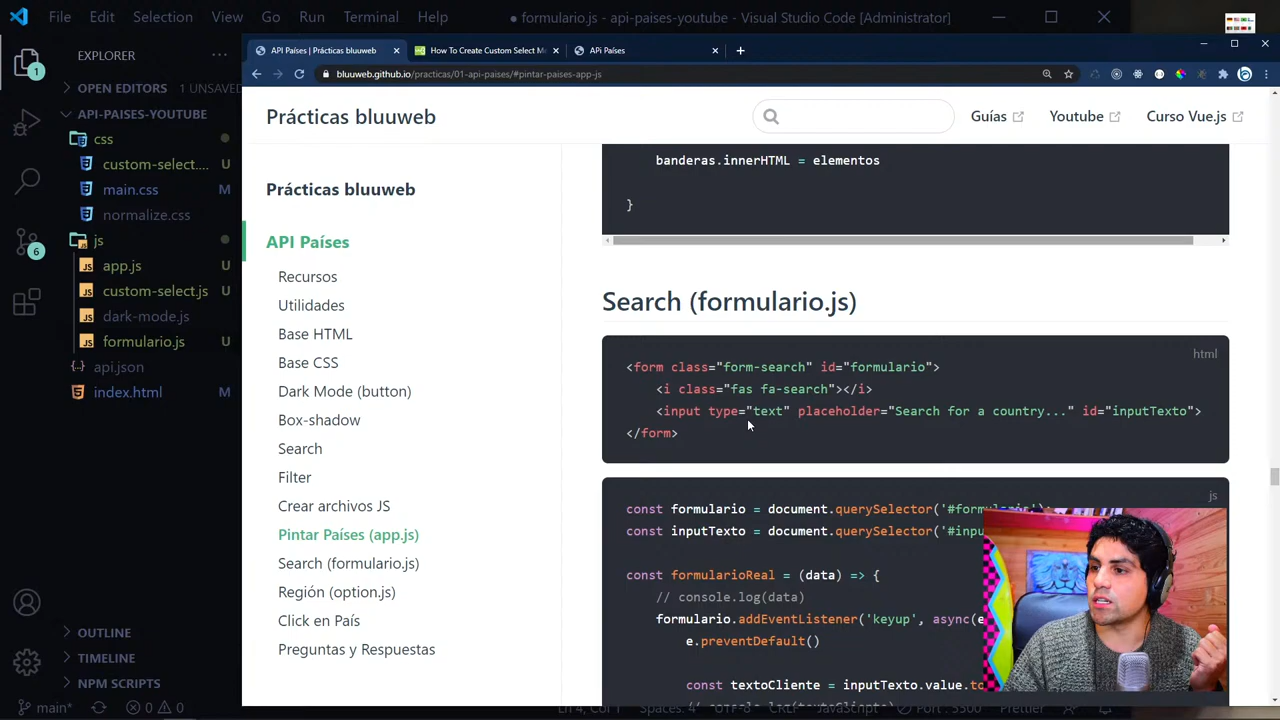 File Edit Selection View Go Run Terminal Help
● formulario.js - api-paises-youtube - Visual Studio Code [Administrator]
EXPLORER
OPEN EDITORS 1 UNSAVED
API-PAISES-YOUTUBE
css
custom-select.... U
main.css M
normalize.css
js
app.js U
custom-select.js U
dark-mode.js
formulario.js U
api.json
index.html M
OUTLINE
TIMELINE
NPM SCRIPTS
main* 0 0
1
6
API Países | Prácticas bluuweb
How To Create Custom Select M
APi Países
bluuweb.github.io/practicas/01-api-paises/#pintar-paises-app-js
Prácticas bluuweb
Guías
Youtube
Curso Vue.js
Prácticas bluuweb
API Países
Recursos
Utilidades
Base HTML
Base CSS
Dark Mode (button)
Box-shadow
Search
Filter
Crear archivos JS
Pintar Países (app.js)
Search (formulario.js)
Región (option.js)
Click en País
Preguntas y Respuestas
banderas.innerHTML = elementos
}
Search (formulario.js)
html
<form class="form-search" id="formulario">
<i class="fas fa-search"></i>
<input type="text" placeholder="Search for a country..." id="inputTexto">
</form>
js
const formulario = document.querySelector('#form
const inputTexto = document.querySelector('#inpu
const formularioReal = (data) => {
// console.log(data)
formulario.addEventListener('keyup', async(e
e.preventDefault()
const textoCliente = inputTexto.value.to